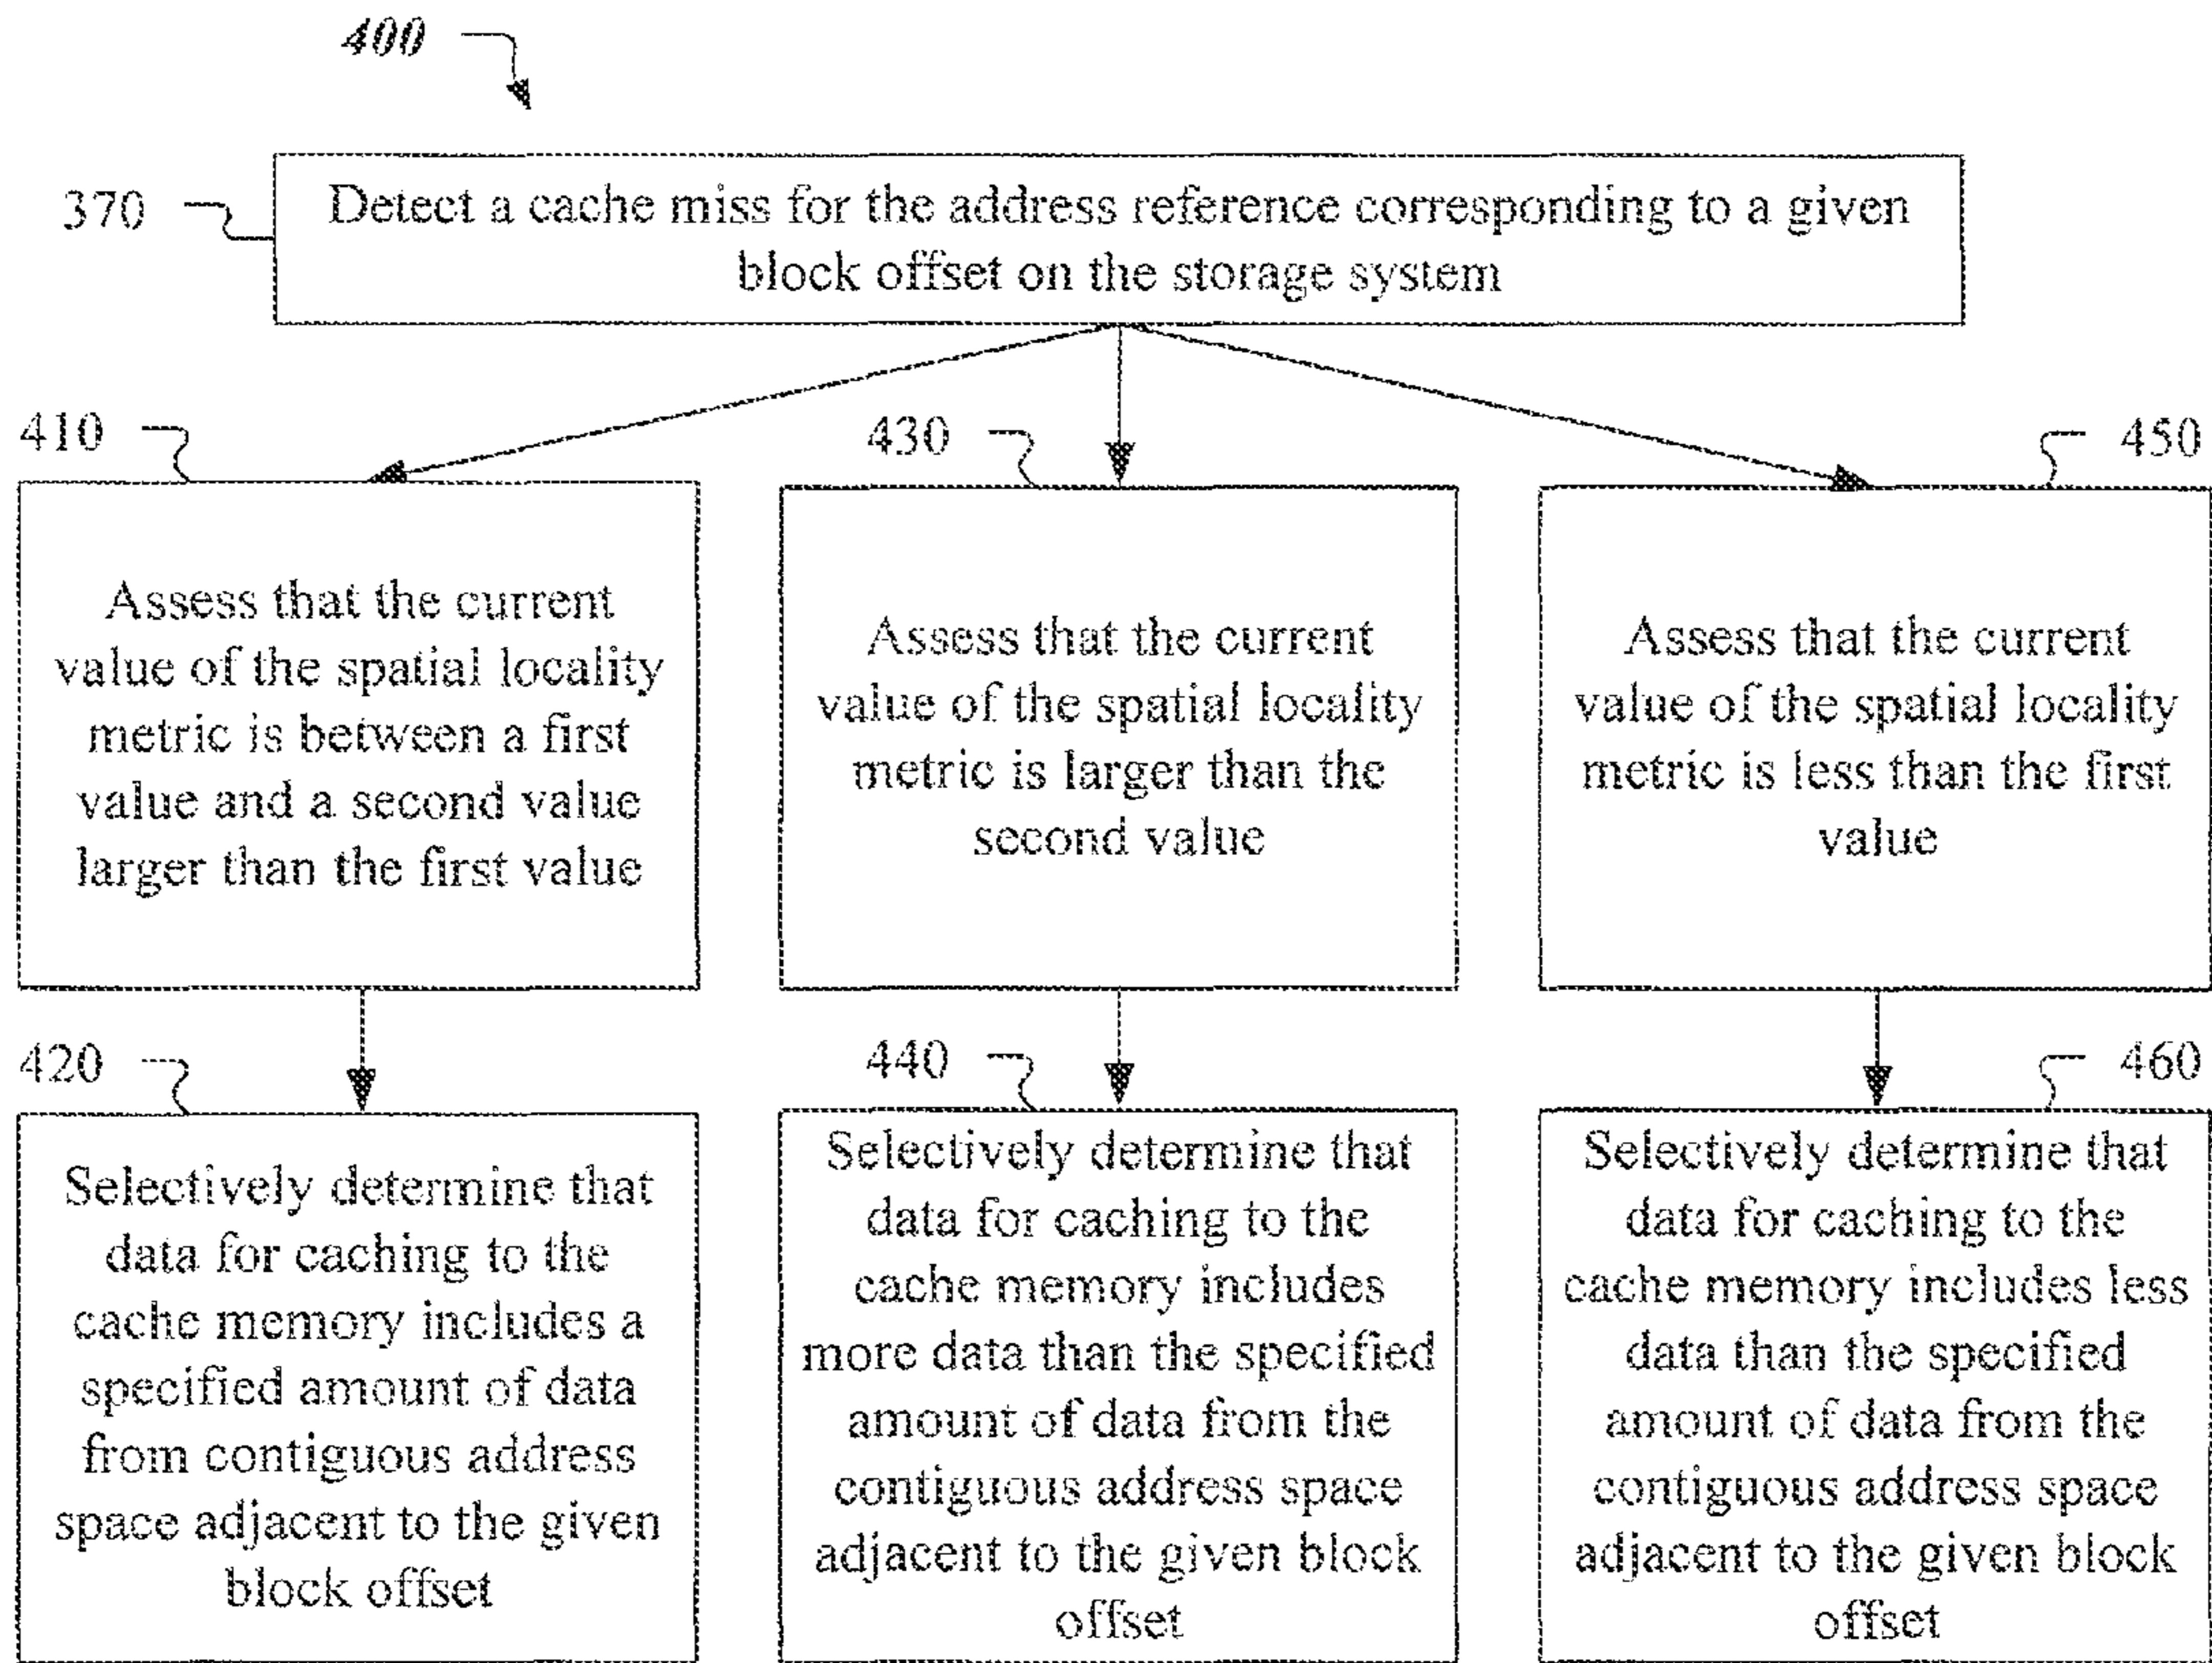 400
370
Detect a cache miss for the address reference corresponding to a given
block offset on the storage system
410
Assess that the current
value of the spatial locality
metric is between a first
value and a second value
larger than the first value
430
Assess that the current
value of the spatial locality
metric is larger than the
second value
450
Assess that the current
value of the spatial locality
metric is less than the first
value
420
Selectively determine that
data for caching to the
cache memory includes a
specified amount of data
from contiguous address
space adjacent to the given
block offset
440
Selectively determine that
data for caching to the
cache memory includes
more data than the specified
amount of data from the
contiguous address space
adjacent to the given block
offset
460
Selectively determine that
data for caching to the
cache memory includes less
data than the specified
amount of data from the
contiguous address space
adjacent to the given block
offset